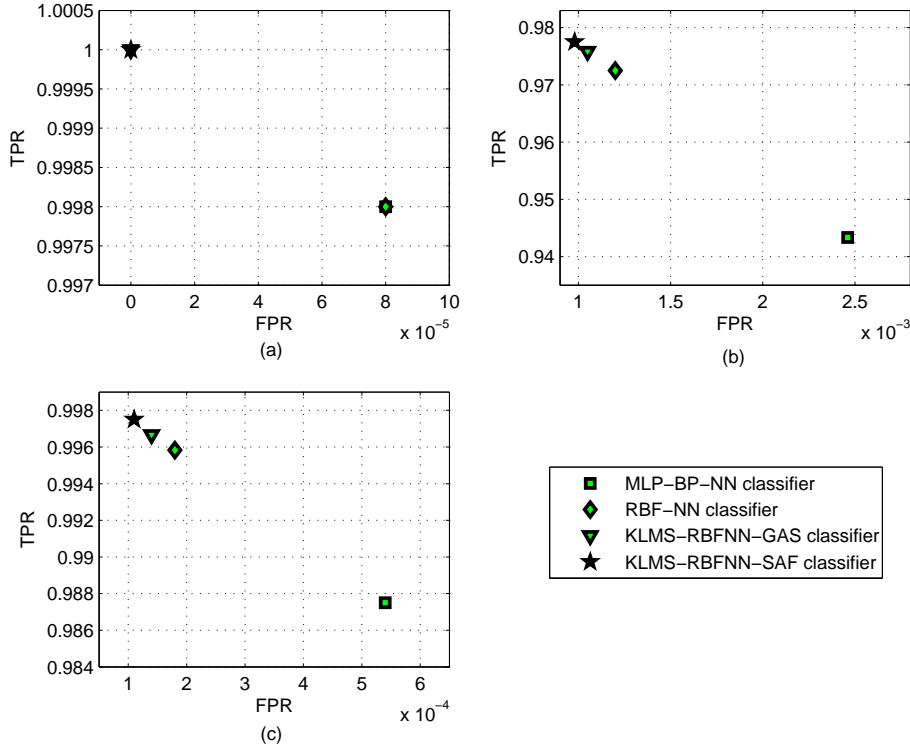 1.0005
1
0.9995
0.999
0.9985
0.998
0.9975
0.997
TPR
0 2 4 6 8 10
FPR
x 10−5
(a)
0.98
0.97
0.96
0.95
0.94
TPR
1 1.5 2 2.5
FPR
x 10−3
(b)
0.998
0.996
0.994
0.992
0.99
0.988
0.986
0.984
TPR
1 2 3 4 5 6
FPR
x 10−4
(c)
MLP−BP−NN classifier
RBF−NN classifier
KLMS−RBFNN−GAS classifier
KLMS−RBFNN−SAF classifier